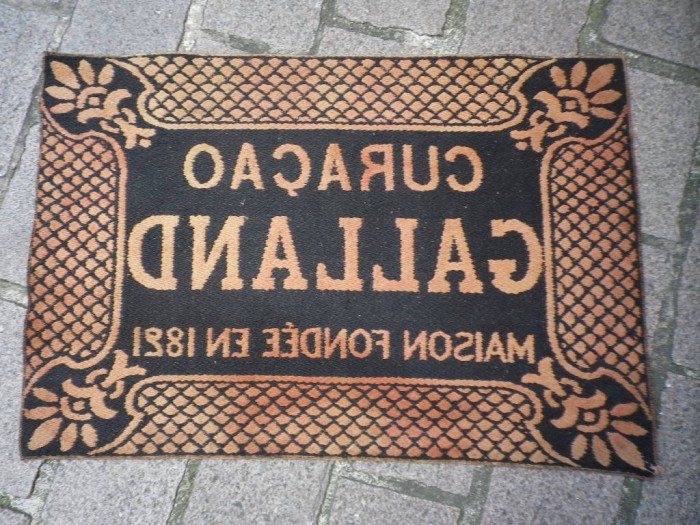 CURAÇAO
GALLAND
MAISON FONDÉE EN 1821